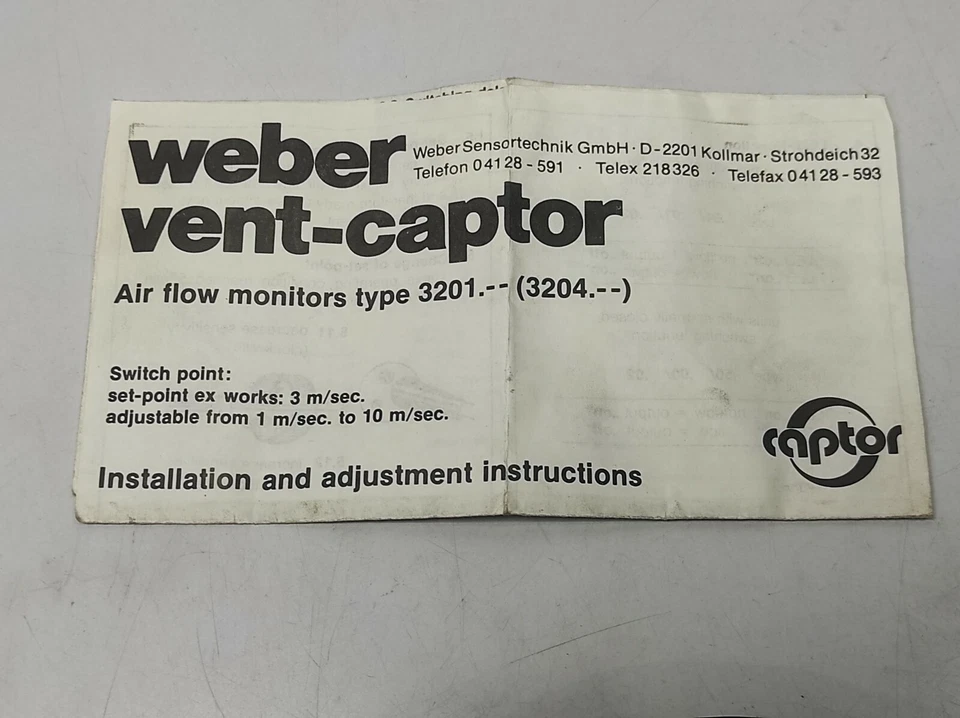 weber
Weber Sensortechnik GmbH · D-2201 Kollmar · Strohdeich 32
Telefon 04128-591 · Telex 218326 · Telefax 04128-593
vent-captor
Air flow monitors type 3201.-- (3204.--)
Switch point:
set-point ex works: 3 m/sec.
adjustable from 1 m/sec. to 10 m/sec.
captor
Installation and adjustment instructions